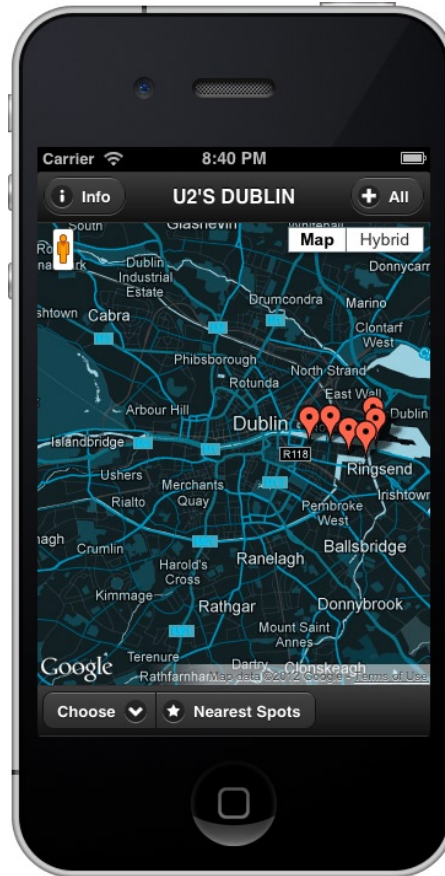 Carrier 8:40 PM
Info U2'S DUBLIN All
Map Hybrid
South Glasnevin
Donnycar
Dublin
Industrial
Estate
Drumcondra Marino
shtown Cabra
Clontarf
West
Phibsborough
North Strand
Rotunda
East Wall
Arbour Hill Dublin Dublin
Islandbridge R118
Ringsend
Ushers Merchants
Quay
Rialto
Irishtown
Pembroke
West
nagh Crumlin
Ballsbridge
Harold's
Cross
Ranelagh
Kimmage
Rathgar Donnybrook
Mount Saint
Annes
Terenure
Dartry Clonskeagh
Google Rathfarnham Map data ©2012 Google - Terms of Use
Choose Nearest Spots